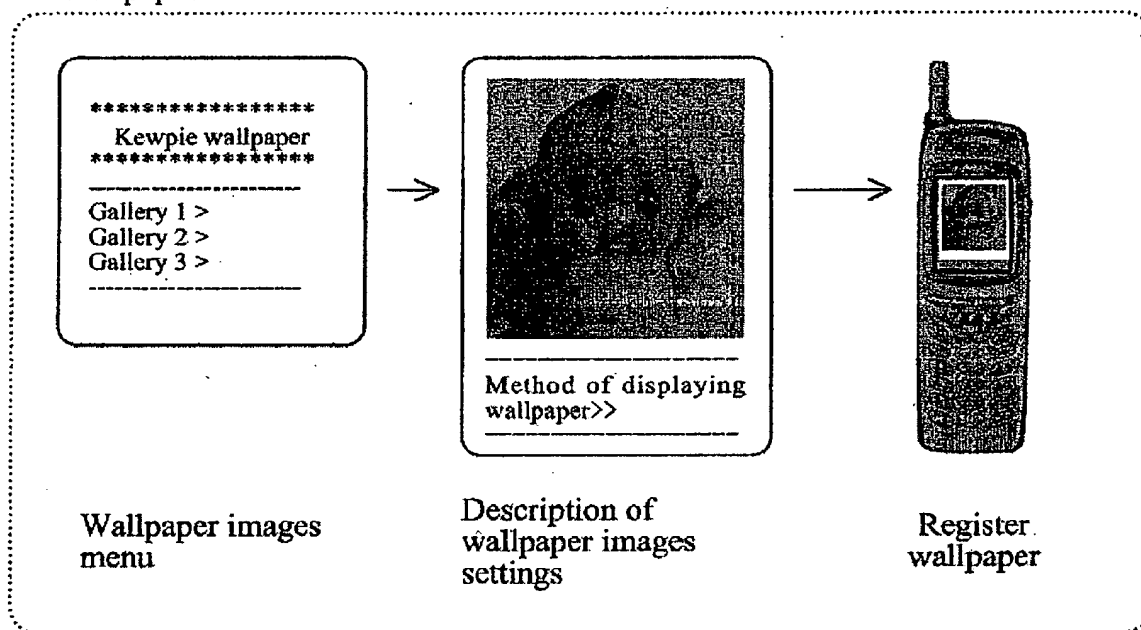 *****************
Kewpie wallpaper
*****************
--------------------
Gallery 1 >
Gallery 2 >
Gallery 3 >
--------------------
Method of displaying
wallpaper>>
Wallpaper images
menu
Description of
wallpaper images
settings
Register
wallpaper